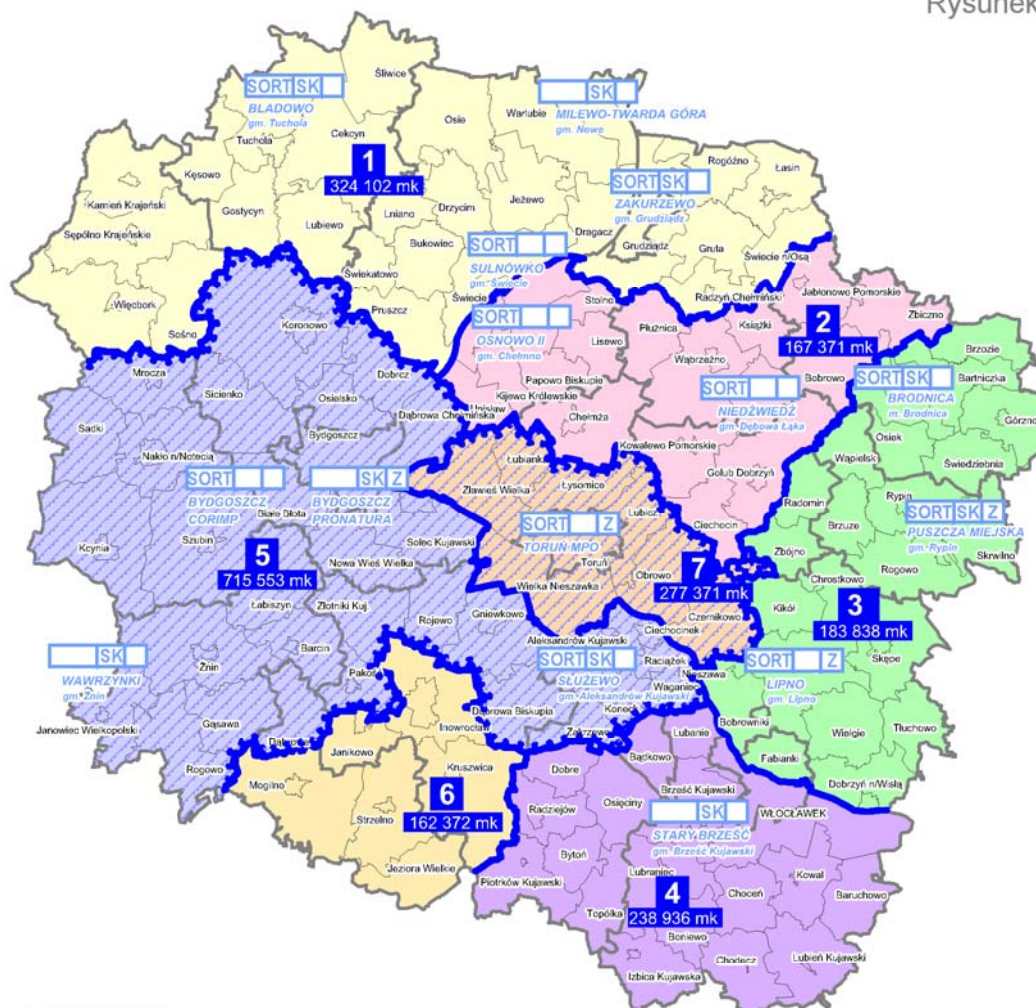 Rysunek
Śliwice
SORT SK
BLADOWO
gm. Tuchola
SK
MILEWO-TWARDA GÓRA
gm. Nowe
Osie
Warlubie
Cekcyn
Tuchola
Kęsowo
1
324 102 mk
Rogóźno
Łasin
SORT SK
ZAKURZEWO
gm. Grudziądz
Kamień Krajeński
Gostycyn
Lubiewo
Lniano
Drzycim
Jeżewo
Dragacz
Sępólno Krajeńskie
Bukowiec
Grudziądz
Gruta
Świecie n/Osą
SORT
SULNÓWKO
gm. Świecie
Świekatowo
Więcbork
Sośno
Pruszcz
Świecie
Stolno
Radzyń Chełmiński
Jabłonowo Pomorskie
Zbiczno
SORT
OSNOWO II
gm. Chełmno
Koronowo
Płużnica
Książki
2
167 371 mk
Lisewo
Wąbrzeźno
Brzozie
Mrocza
Dobrcz
Sicienko
Osielsko
Papowo Biskupie
Bobrowo
Bartniczka
SORT SK
BRODNICA
m. Brodnica
Kijewo Królewskie
SORT
NIEDŹWIEDŹ
gm. Dębowa Łąka
Unisław
Dąbrowa Chełmińska
Chełmża
Górzno
Sadki
Bydgoszcz
Kowalewo Pomorskie
Osiek
Wąpielsk
Świedziebnia
Nakło n/Notecią
Łubianka
Golub Dobrzyń
SORT
BYDGOSZCZ
CORIMP
SK Z
BYDGOSZCZ
PRONATURA
Zławieś Wielka
Łysomice
Radomin
Rypin
Białe Błota
Lubicz
Brzuze
SORT SK Z
PUSZCZA MIEJSKA
gm. Rypin
SORT Z
TORUŃ MPO
Szubin
Solec Kujawski
Ciechocin
Kcynia
5
715 553 mk
Nowa Wieś Wielka
Toruń
Zbójno
Skrwilno
Wielka Nieszawka
Obrowo
7
277 371 mk
Rogowo
Chrostkowo
Łabiszyn
Złotniki Kuj.
Rojewo
Gniewkowo
Czernikowo
Kikół
3
183 838 mk
Barcin
Aleksandrów Kujawski
Ciechocinek
SK
WAWRZYNKI
gm. Żnin
Żnin
Pakość
SORT SK
SŁUŻEWO
gm. Aleksandrów Kujawski
Raciążek
Nieszawa
SORT Z
LIPNO
gm. Lipno
Skępe
Waganiec
Janowiec Wielkopolski
Gąsawa
Dąbrowa Biskupia
Koneck
Bobrowniki
Tłuchowo
Inowrocław
Zakrzewo
Lubanie
Wielgie
Dąbrowa
Janikowo
Bądkowo
Fabianki
Rogowo
Kruszwica
Dobre
Mogilno
Brześć Kujawski
Dobrzyń n/Wisłą
6
162 372 mk
Osięciny
Radziejów
SK
STARY BRZEŚĆ
gm. Brześć Kujawski
WŁOCŁAWEK
Strzelno
Bytoń
Kowal
Jeziora Wielkie
Lubraniec
Piotrków Kujawski
4
238 936 mk
Choceń
Baruchowo
Topólka
Boniewo
Chodecz
Lubień Kujawski
Izbica Kujawska